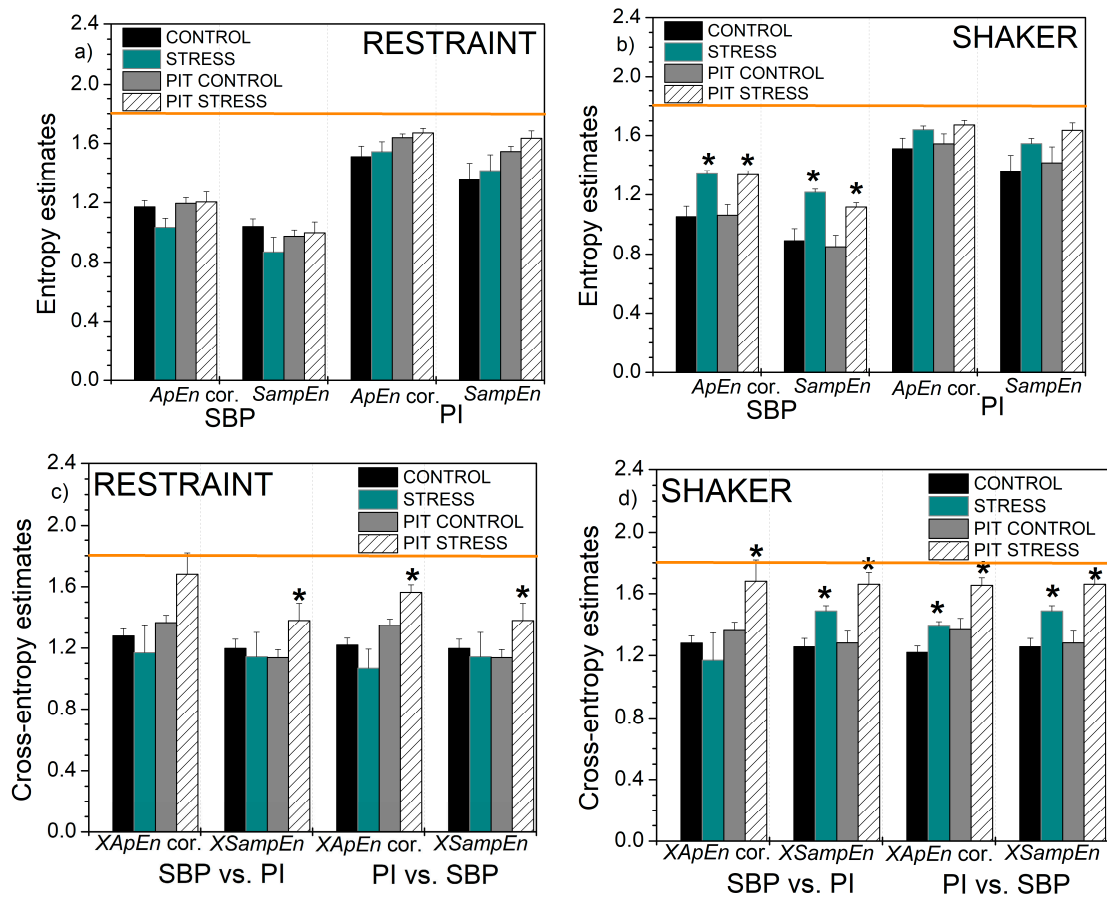 a)
RESTRAINT
CONTROL
STRESS
PIT CONTROL
PIT STRESS
Entropy estimates
2.4
2.0
1.6
1.2
0.8
0.4
0.0
ApEn cor. SampEn ApEn cor. SampEn
SBP PI
b)
SHAKER
CONTROL
STRESS
PIT CONTROL
PIT STRESS
Entropy estimates
2.4
2.0
1.6
1.2
0.8
0.4
0.0
* * * *
ApEn cor. SampEn ApEn cor. SampEn
SBP PI
c)
RESTRAINT
CONTROL
STRESS
PIT CONTROL
PIT STRESS
Cross-entropy estimates
2.4
2.0
1.6
1.2
0.8
0.4
0.0
* * *
XApEn cor. XSampEn XApEn cor. XSampEn
SBP vs. PI PI vs. SBP
d)
SHAKER
CONTROL
STRESS
PIT CONTROL
PIT STRESS
Cross-entropy estimates
2.4
2.0
1.6
1.2
0.8
0.4
0.0
* * * * * * *
XApEn cor. XSampEn XApEn cor. XSampEn
SBP vs. PI PI vs. SBP